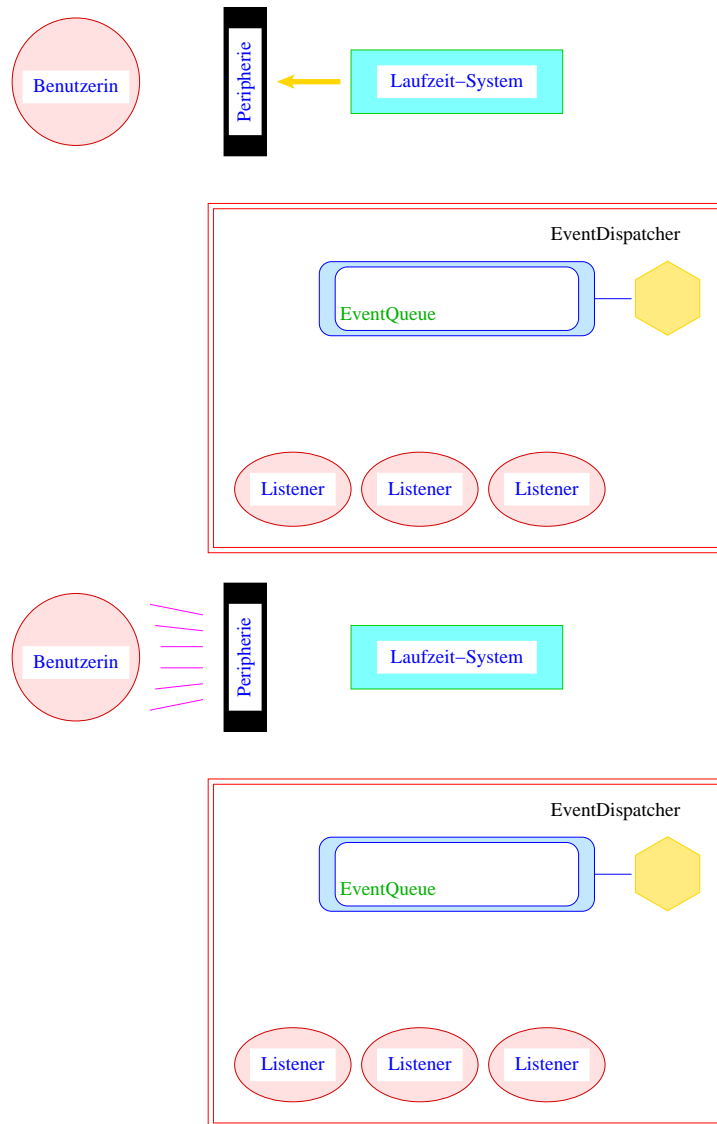 Benutzerin
Peripherie
Laufzeit–System
EventDispatcher
EventQueue
Listener
Listener
Listener
Benutzerin
Peripherie
Laufzeit–System
EventDispatcher
EventQueue
Listener
Listener
Listener